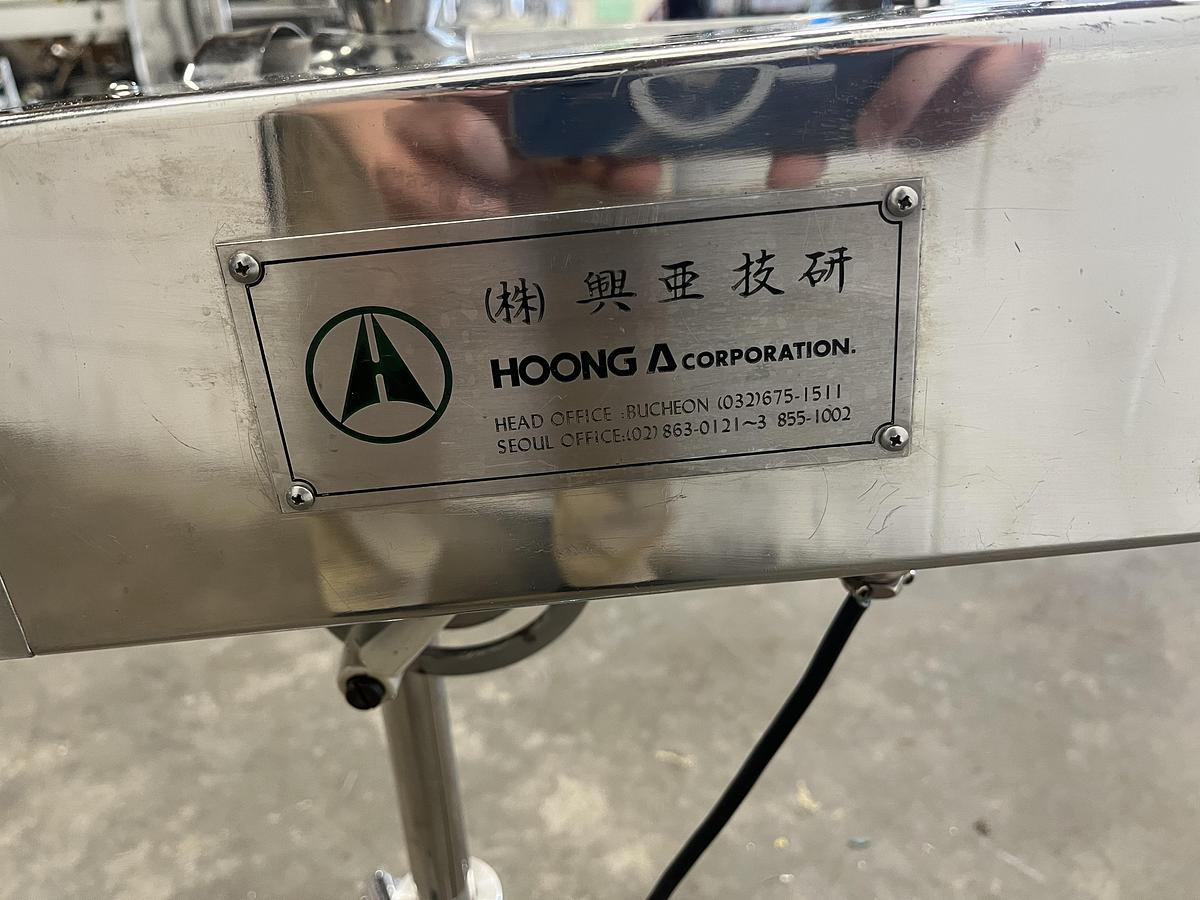 (株) 興亜技研
HOONG A CORPORATION.
HEAD OFFICE :BUCHEON (032)675-1511
SEOUL OFFICE:(02) 863-0121~3 855-1002